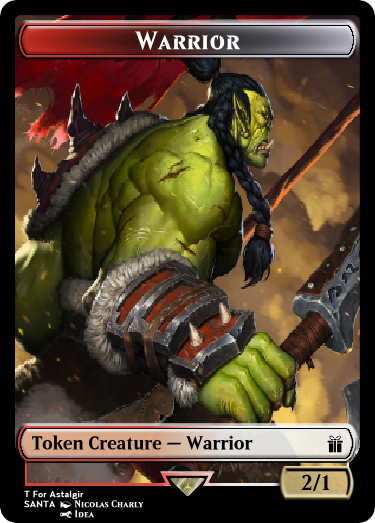 WARRIOR
Token Creature — Warrior
2/1
T For Astalgir
SANTA NICOLAS CHARLY
IDEA